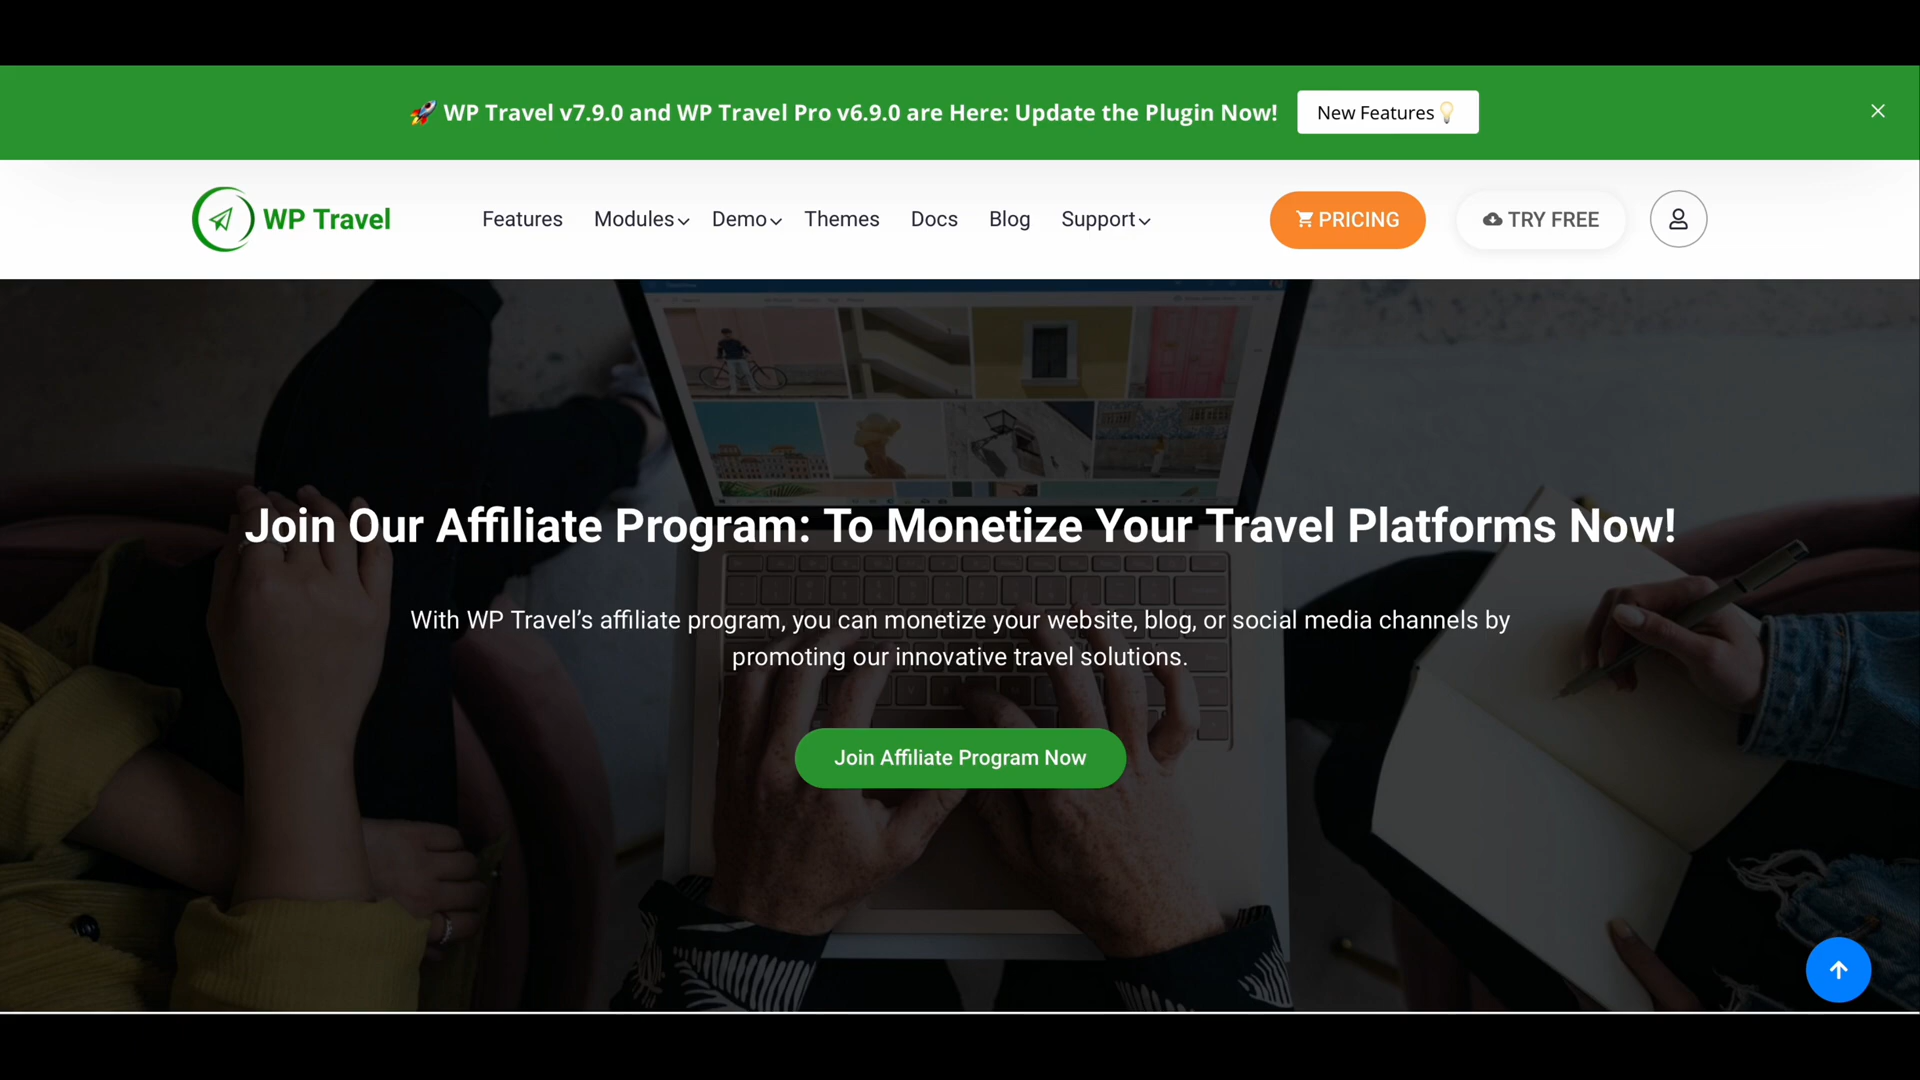 🚀 WP Travel v7.9.0 and WP Travel Pro v6.9.0 are Here: Update the Plugin Now!
New Features💡
WP Travel
Features Modules Demo Themes Docs Blog Support
PRICING
TRY FREE
Join Our Affiliate Program: To Monetize Your Travel Platforms Now!
With WP Travel’s affiliate program, you can monetize your website, blog, or social media channels by
promoting our innovative travel solutions.
Join Affiliate Program Now